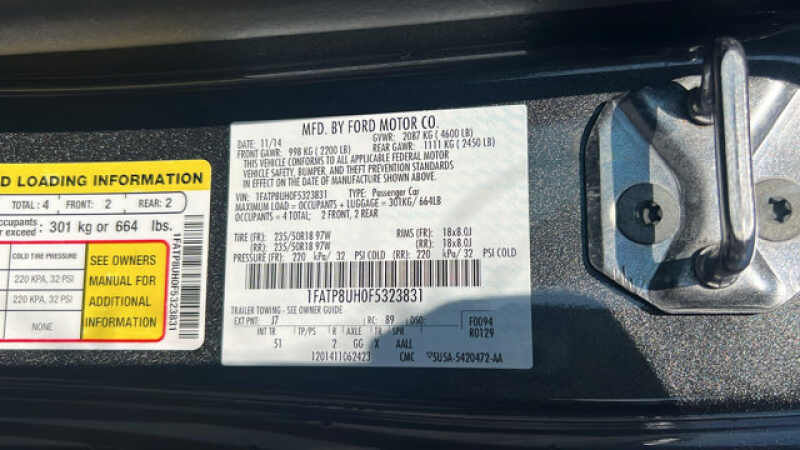 D LOADING INFORMATION
TOTAL: 4 FRONT: 2 REAR: 2
cupants
r exceed: 301 kg or 664 lbs.
COLD TIRE PRESSURE
220 KPA, 32 PSI
220 KPA, 32 PSI
NONE
SEE OWNERS
MANUAL FOR
ADDITIONAL
INFORMATION
1FATP8UH0F5323831
MFD. BY FORD MOTOR CO.
DATE: 11/14 GVWR: 2087 KG ( 4600 LB)
FRONT GAWR: 998 KG ( 2200 LB) REAR GAWR: 1111 KG ( 2450 LB)
THIS VEHICLE CONFORMS TO ALL APPLICABLE FEDERAL MOTOR
VEHICLE SAFETY, BUMPER, AND THEFT PREVENTION STANDARDS
IN EFFECT ON THE DATE OF MANUFACTURE SHOWN ABOVE.
VIN: 1FATP8UH0F5323831 TYPE: Passenger Car
MAXIMUM LOAD = OCCUPANTS + LUGGAGE = 301KG/ 664LB
OCCUPANTS = 4 TOTAL; 2 FRONT, 2 REAR
TIRE (FR): 235/50R18 97W RIMS (FR): 18x8.0J
(RR): 235/50R18 97W (RR): 18x8.0J
PRESSURE (FR): 220 kPa/ 32 PSI COLD (RR): 220 kPa/ 32 PSI COLD
1FATP8UH0F5323831
TRAILER TOWING - SEE OWNER GUIDE
EXT PNT: J7 RC: 89 DSO: F0094
INT TR TP/PS R AXLE TR SPR R0129
51 2 GG X AALL
1201411062423 CMC 5U5A-5420472-AA